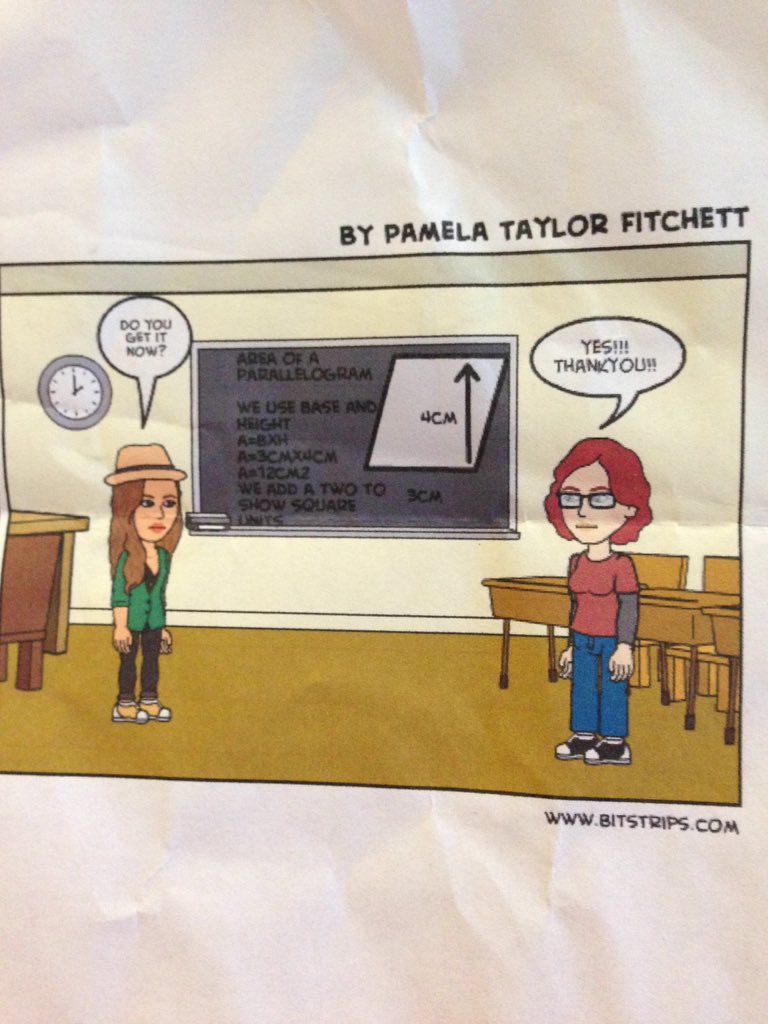 BY PAMELA TAYLOR FITCHETT
DO YOU
GET IT
NOW?
AREA OF A
PARALLELOGRAM
WE USE BASE AND
HEIGHT
A=BXH
A=3CMX4CM
A=12CM2
WE ADD A TWO TO
SHOW SQUARE
UNITS
4CM
3CM
YES!!!
THANKYOU!!
WWW.BITSTRIPS.COM